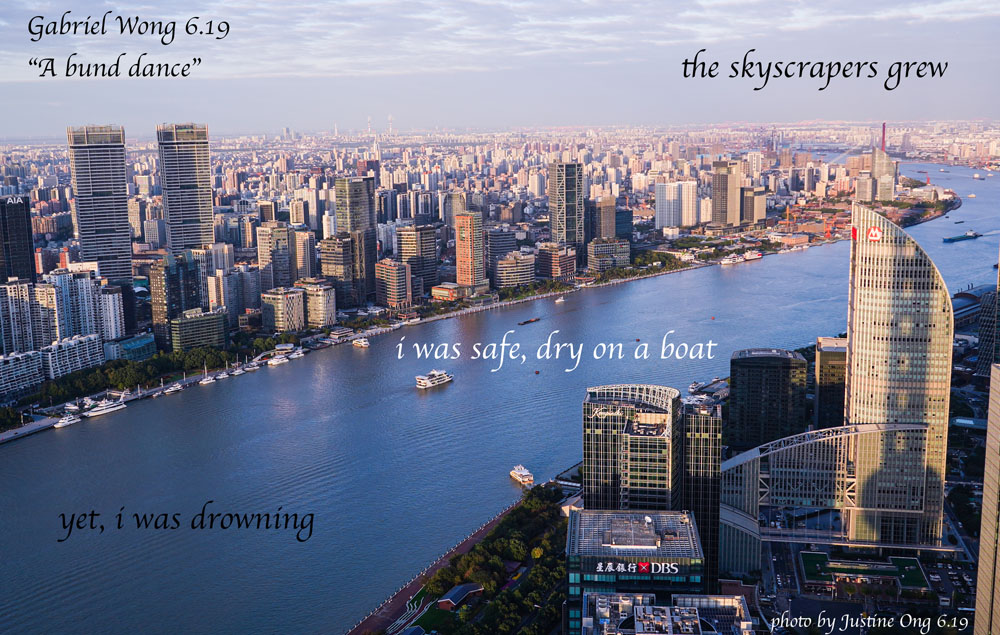 Gabriel Wong 6.19
“A bund dance”
the skyscrapers grew
AIA
i was safe, dry on a boat
yet, i was drowning
星展银行 DBS
photo by Justine Ong 6.19